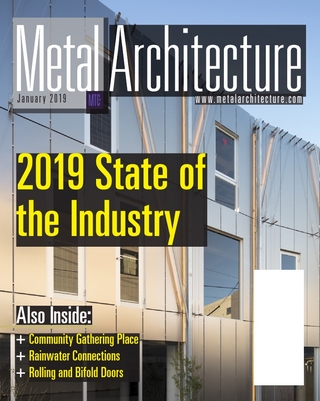 Metal Architecture
January 2019
MTG
www.metalarchitecture.com
2019 State of
the Industry
Also Inside:
+ Community Gathering Place
+ Rainwater Connections
+ Rolling and Bifold Doors